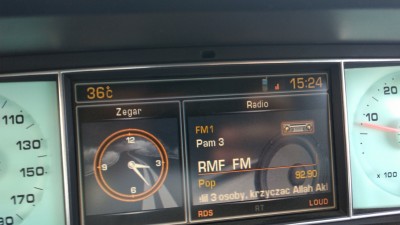 36°C 15:24
Zegar Radio
FM1
Pam 3
RMF FM
Pop 92.90
3 osoby, krzycząc Allah Ak
RDS RT LOUD
12
3
6
9
110
130
150
170
190
20
10
x 100